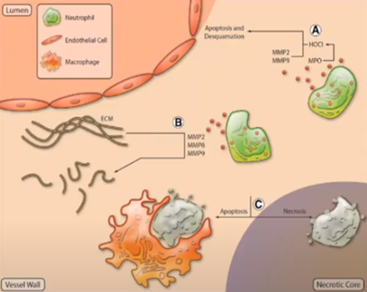 Lumen
Neutrophil
Endothelial Cell
Macrophage
A
Apoptosis and
Desquamation
HOCl
MMP2
MMP9
MPO
ECM
B
MMP2
MMP8
MMP9
C
Apoptosis
Necrosis
Vessel Wall
Necrotic Core